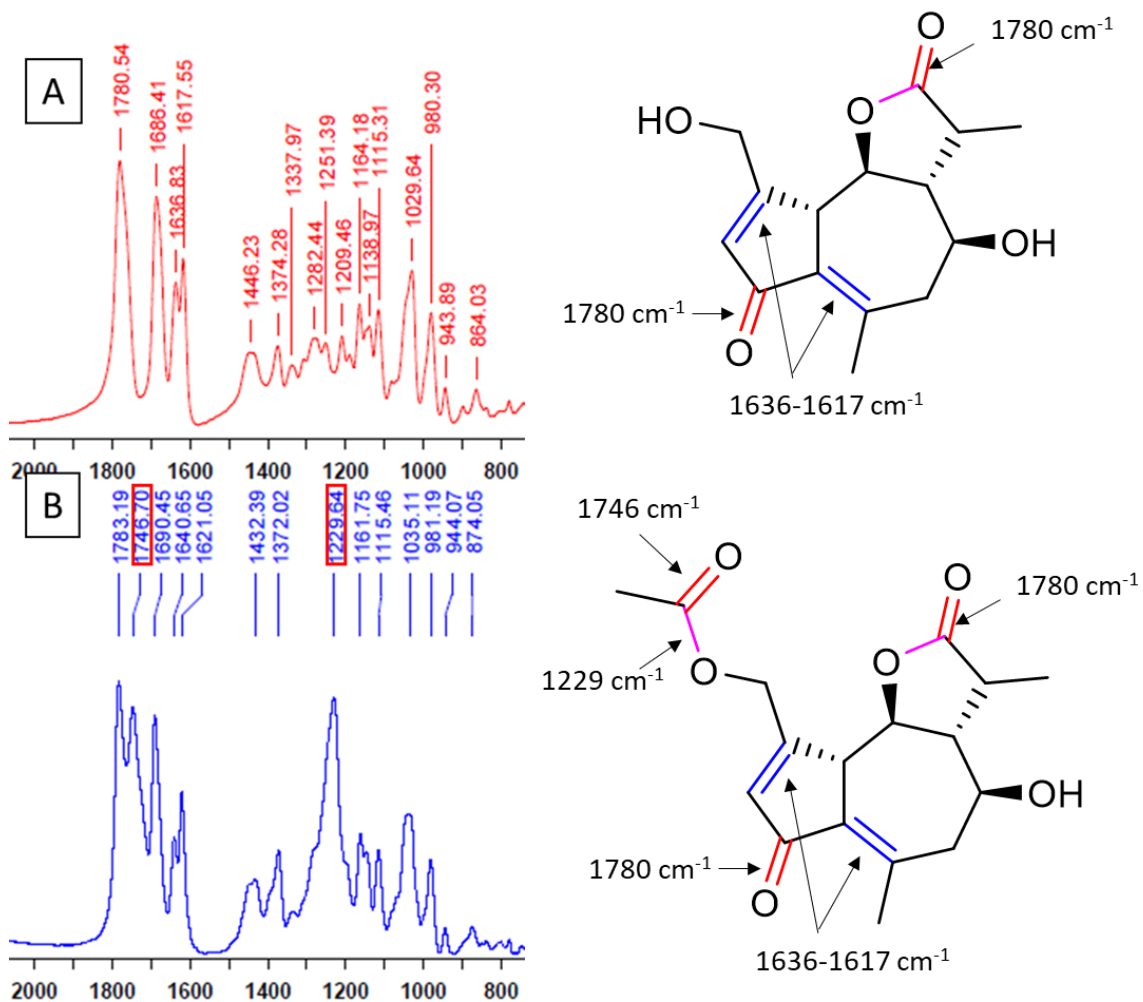 A
1780.54
1686.41
1636.83
1617.55
1446.23
1374.28
1337.97
1282.44
1251.39
1209.46
1164.18
1138.97
1115.31
1029.64
980.30
943.89
864.03
2000 1800 1600 1400 1200 1000 800
1780 cm-1
O
O
HO
OH
1780 cm-1
O
1636-1617 cm-1
B
1783.19
1746.70
1690.45
1640.65
1621.05
1432.39
1372.02
1229.64
1161.75
1115.46
1035.11
981.19
944.07
874.05
2000 1800 1600 1400 1200 1000 800
1746 cm-1
O
1780 cm-1
O
O
1229 cm-1
O
OH
1780 cm-1
O
1636-1617 cm-1